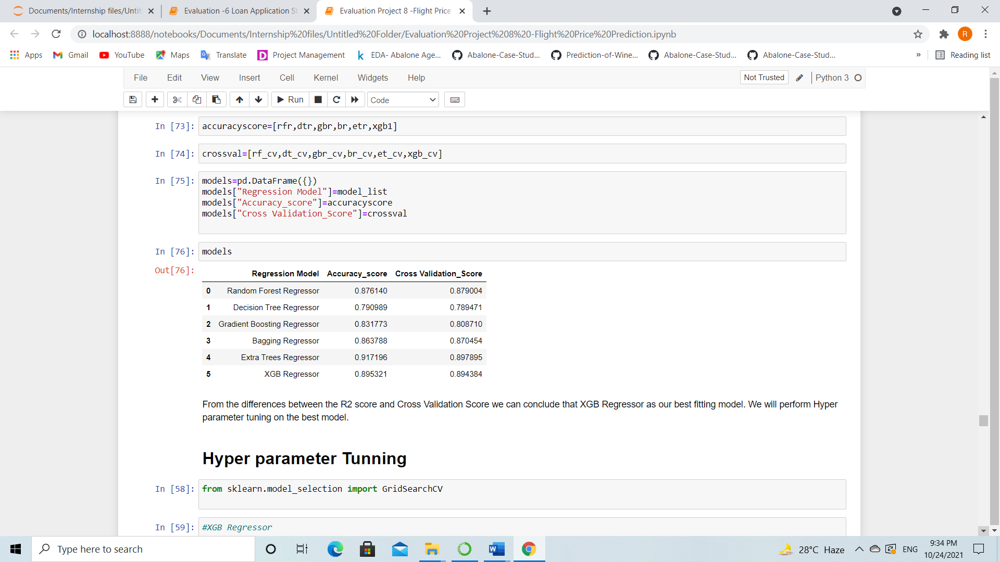 Documents/Internship files/Untit
Evaluation -6 Loan Application St
Evaluation Project 8 -Flight Price
localhost:8888/notebooks/Documents/Internship%20files/Untitled%20Folder/Evaluation%20Project%208%20-Flight%20Price%20Prediction.ipynb
R
Apps Gmail YouTube Maps Translate Project Management EDA- Abalone Age... Abalone-Case-Stud... Prediction-of-Wine... Abalone-Case-Stud... Abalone-Case-Stud... » Reading list
File Edit View Insert Cell Kernel Widgets Help Not Trusted Python 3
Run Code
In [73]: accuracyscore=[rfr,dtr,gbr,br,etr,xgb1]
In [74]: crossval=[rf_cv,dt_cv,gbr_cv,br_cv,et_cv,xgb_cv]
In [75]: models=pd.DataFrame({})
models["Regression Model"]=model_list
models["Accuracy_score"]=accuracyscore
models["Cross Validation_Score"]=crossval
In [76]: models
Out[76]:
Regression Model Accuracy_score Cross Validation_Score
0 Random Forest Regressor 0.876140 0.879004
1 Decision Tree Regressor 0.790989 0.789471
2 Gradient Boosting Regressor 0.831773 0.808710
3 Bagging Regressor 0.863788 0.870454
4 Extra Trees Regressor 0.917196 0.897895
5 XGB Regressor 0.895321 0.894384
From the differences between the R2 score and Cross Validation Score we can conclude that XGB Regressor as our best fitting model. We will perform Hyper
parameter tuning on the best model.
Hyper parameter Tunning
In [58]: from sklearn.model_selection import GridSearchCV
In [59]: #XGB Regressor
Type here to search
28°C Haze
ENG
9:34 PM
10/24/2021